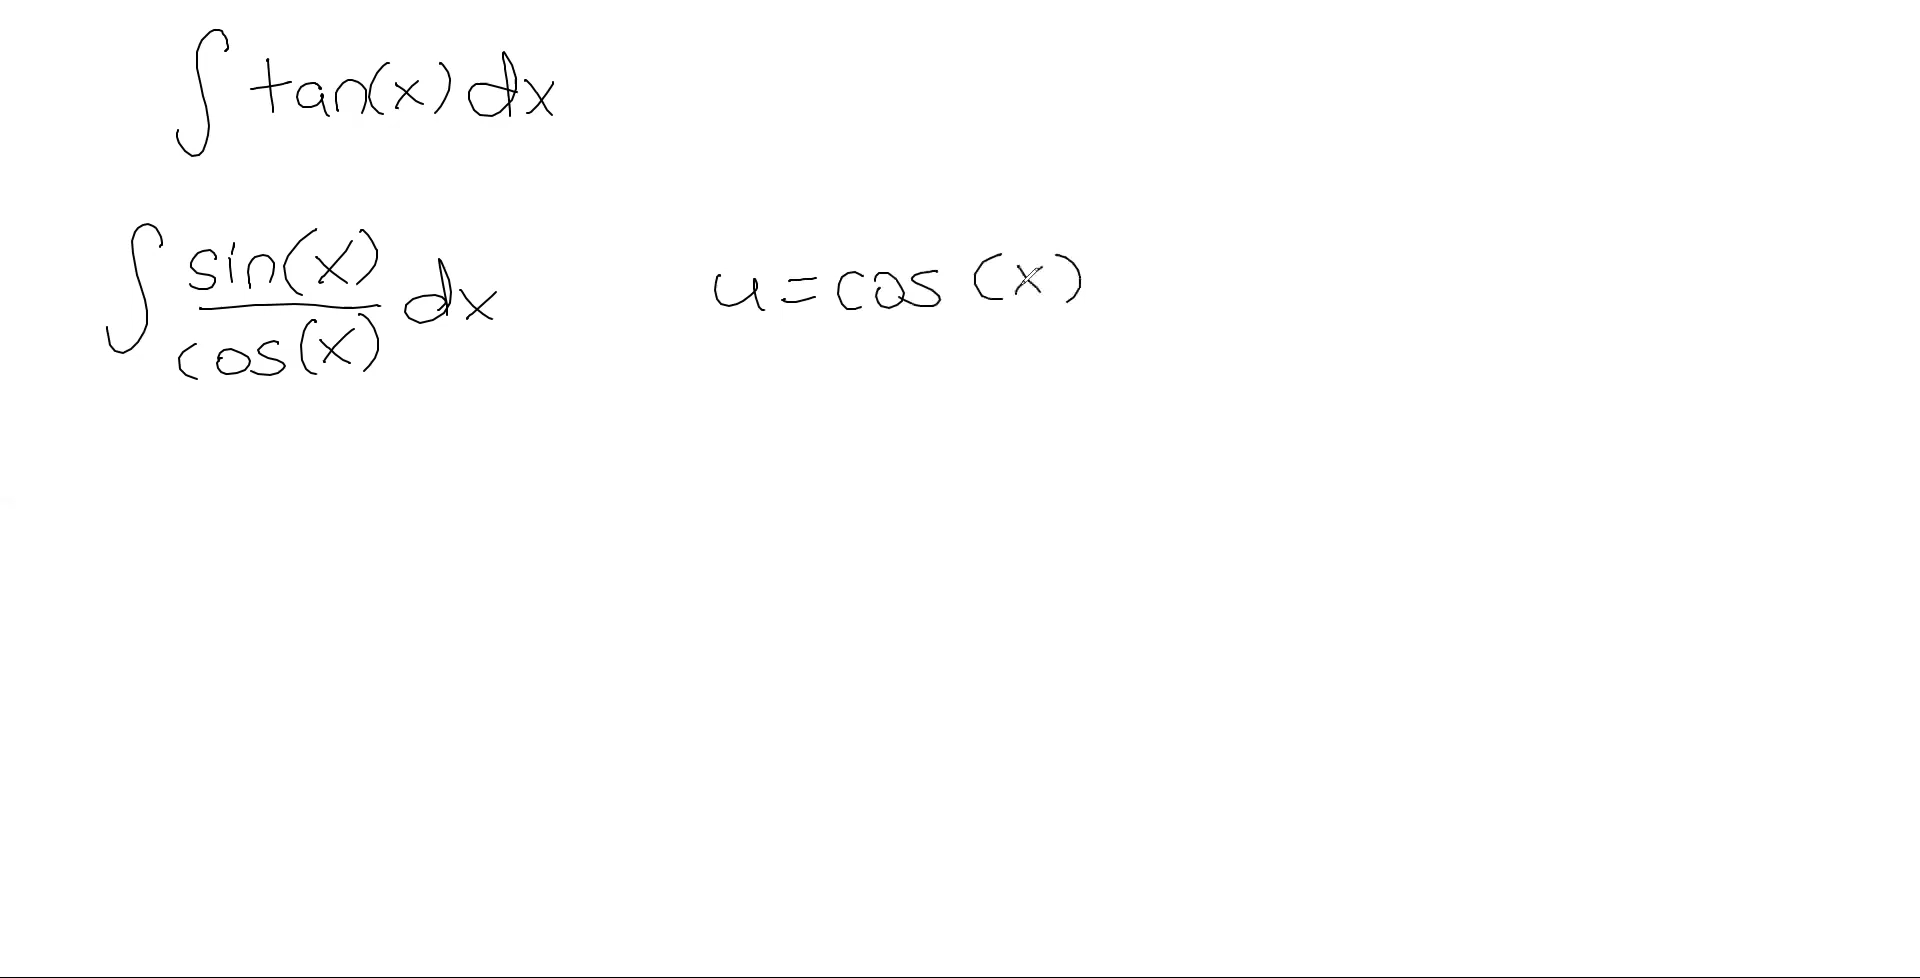 ∫ tan(x) dx
∫ sin(x)/cos(x) dx
u = cos (x)